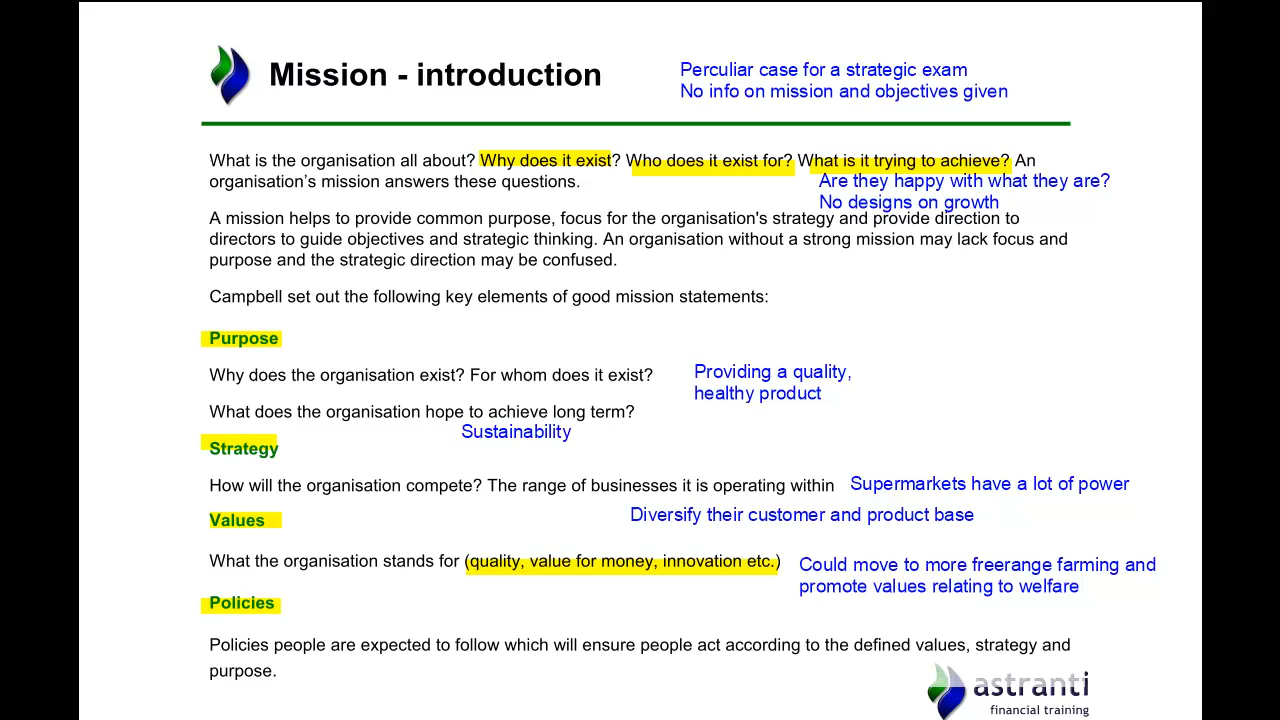 Mission - introduction
Perculiar case for a strategic exam
No info on mission and objectives given
What is the organisation all about? Why does it exist? Who does it exist for? What is it trying to achieve? An
organisation's mission answers these questions.
Are they happy with what they are?
No designs on growth
A mission helps to provide common purpose, focus for the organisation's strategy and provide direction to
directors to guide objectives and strategic thinking. An organisation without a strong mission may lack focus and
purpose and the strategic direction may be confused.
Campbell set out the following key elements of good mission statements:
Purpose
Why does the organisation exist? For whom does it exist?
Providing a quality,
healthy product
What does the organisation hope to achieve long term?
Sustainability
Strategy
How will the organisation compete? The range of businesses it is operating within
Supermarkets have a lot of power
Diversify their customer and product base
Values
What the organisation stands for (quality, value for money, innovation etc.)
Could move to more freerange farming and
promote values relating to welfare
Policies
Policies people are expected to follow which will ensure people act according to the defined values, strategy and
purpose.
astranti
financial training